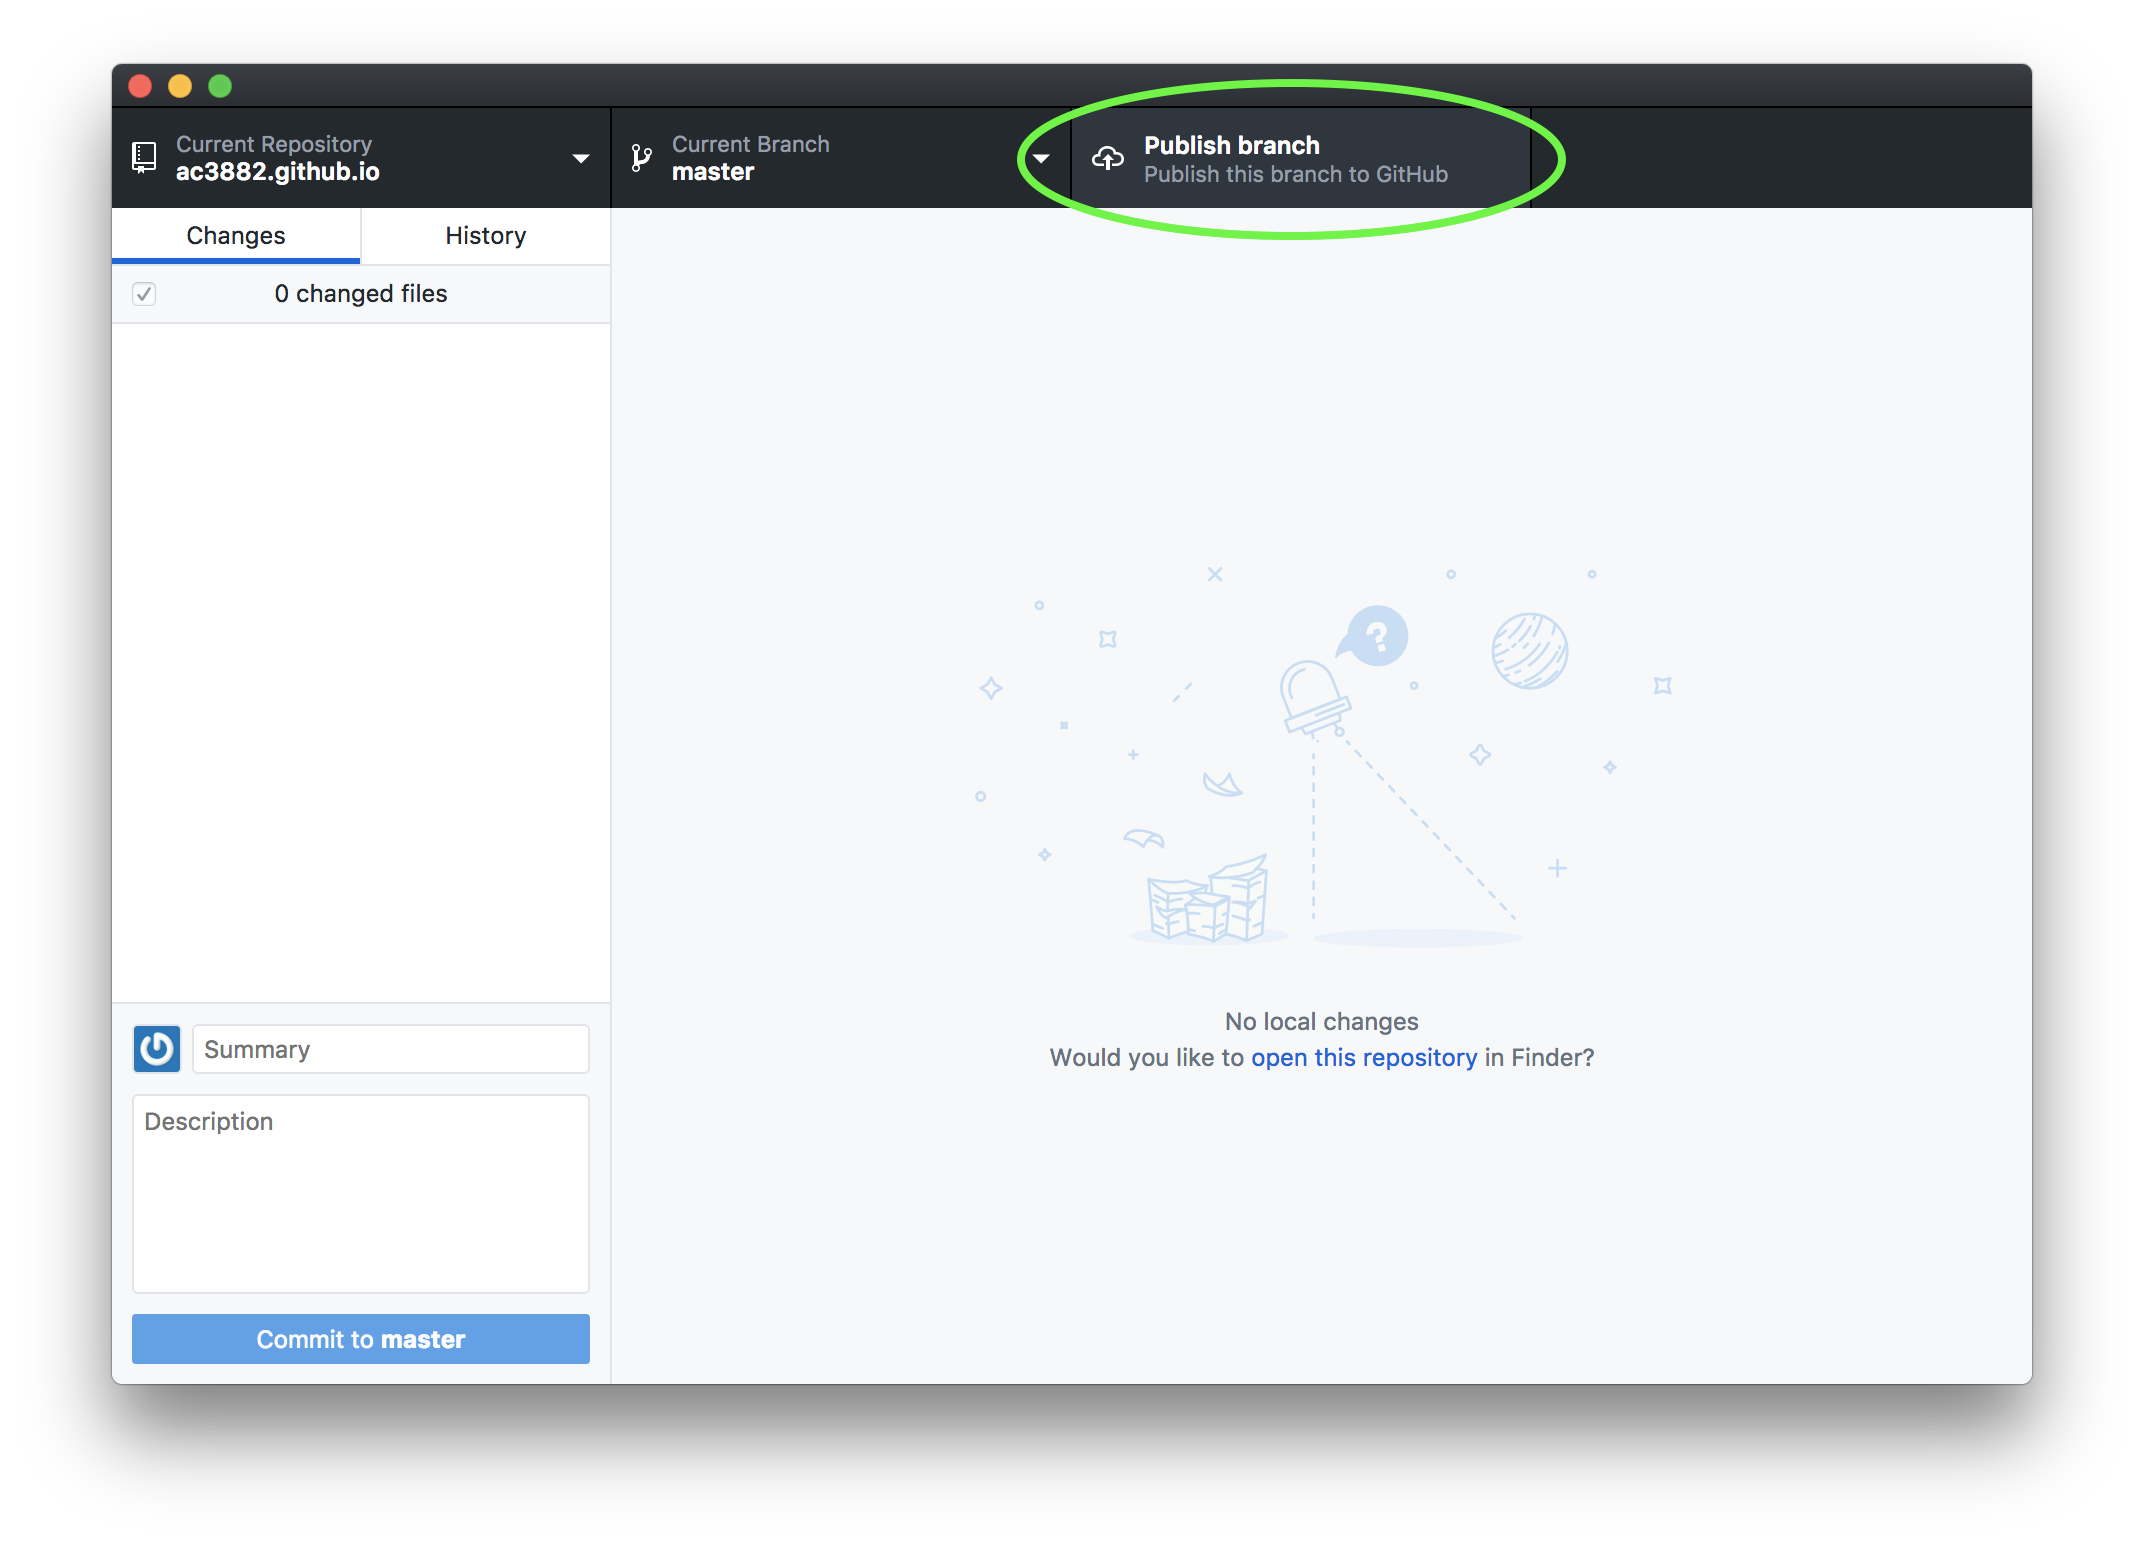 Current Repository
ac3882.github.io
Current Branch
master
Publish branch
Publish this branch to GitHub
Changes
History
0 changed files
?
No local changes
Would you like to open this repository in Finder?
Summary
Description
Commit to master